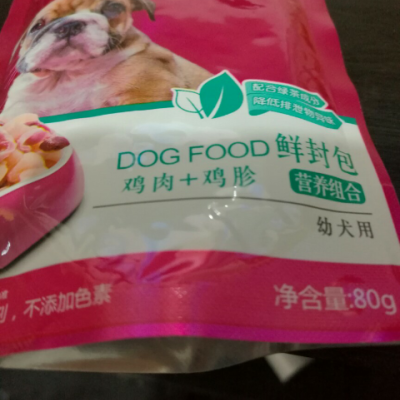 配合绿茶成分
降低排泄物异味
DOG FOOD 鲜封包
鸡肉+鸡胗
营养组合
幼犬用
不添加色素
净含量:80g